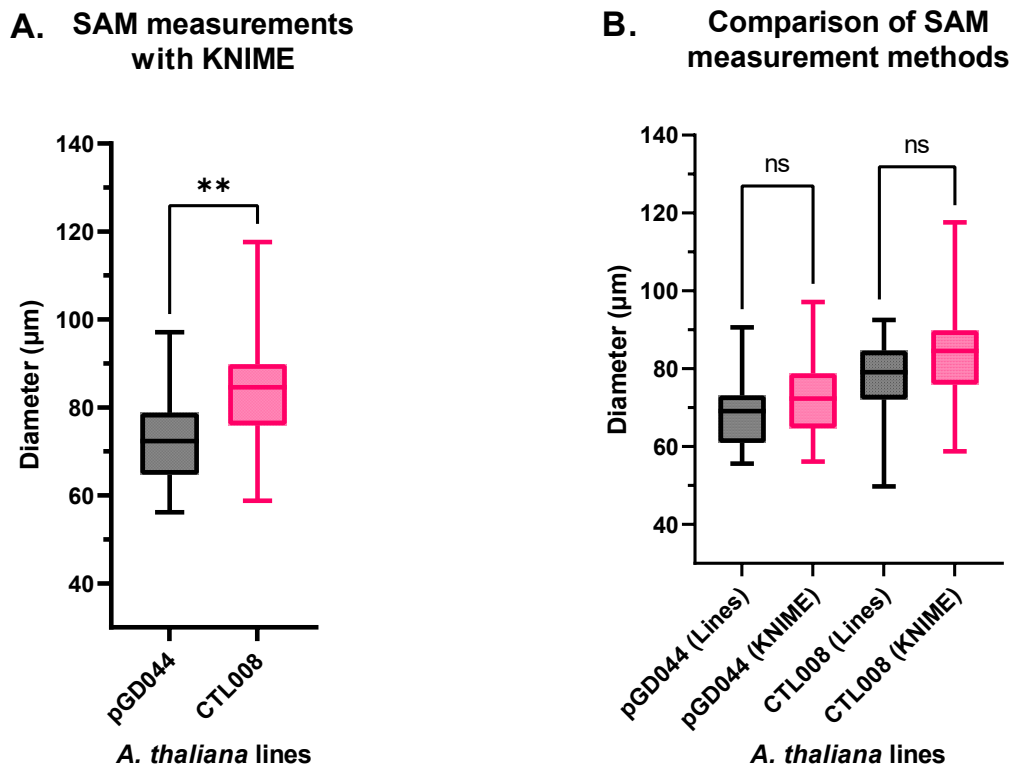 A. SAM measurements
with KNIME
140
120
100
80
60
40
Diameter (µm)
**
pGD044
CTL008
A. thaliana lines
B. Comparison of SAM
measurement methods
140
120
100
80
60
40
Diameter (µm)
ns
ns
pGD044 (Lines)
pGD044 (KNIME)
CTL008 (Lines)
CTL008 (KNIME)
A. thaliana lines